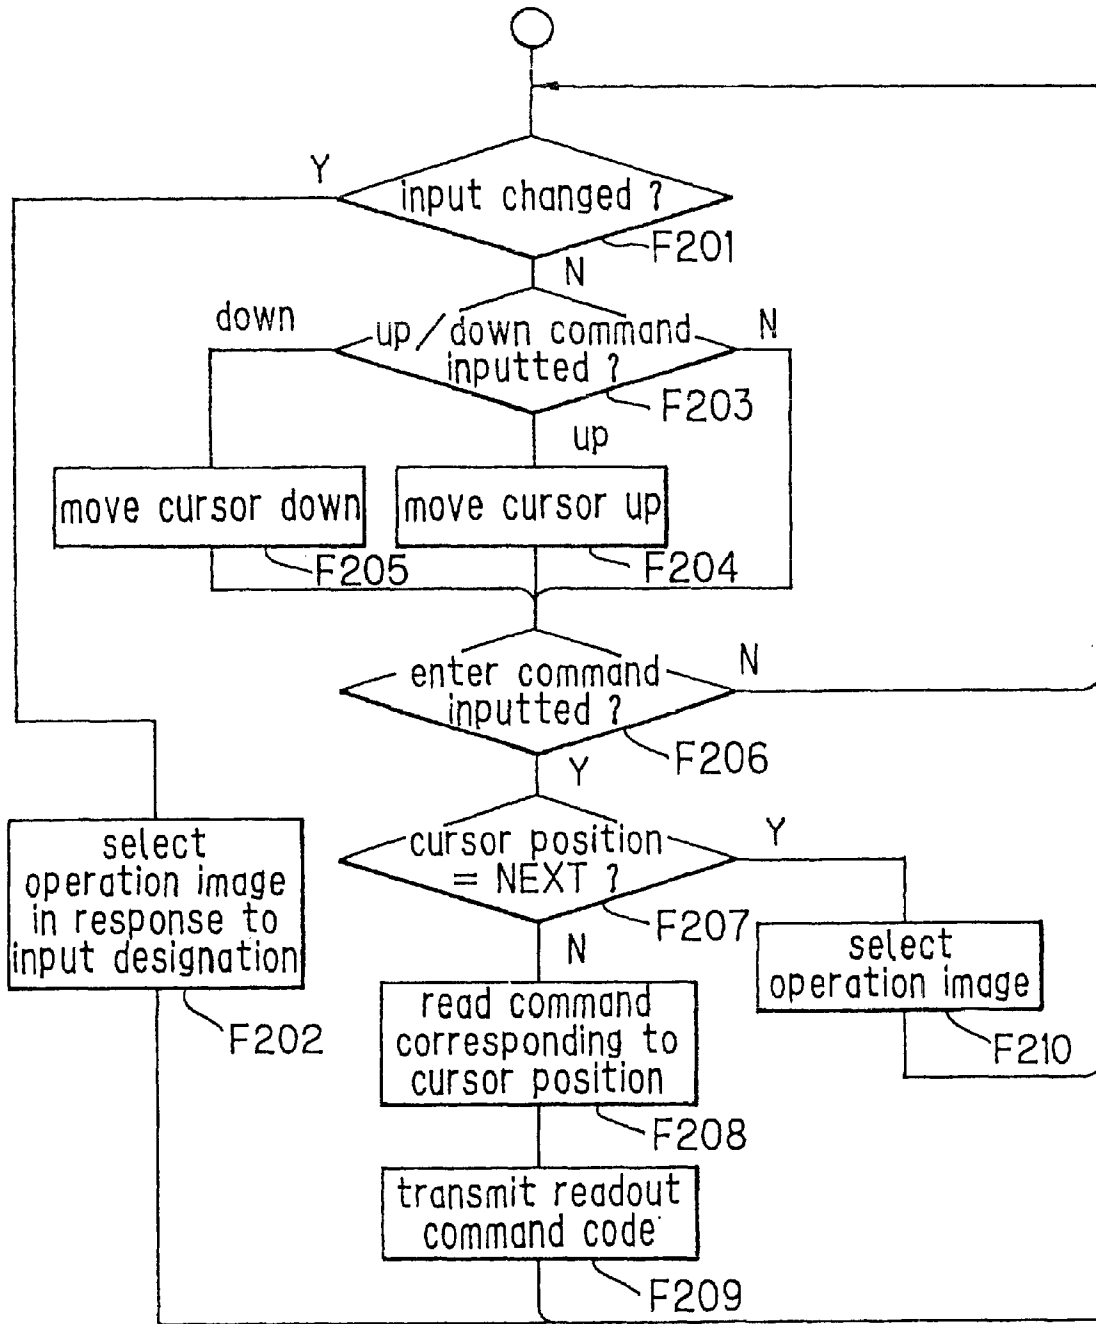 Y
input changed ?
F201
N
down
up/down command
inputted ?
N
F203
up
move cursor down
move cursor up
F205
F204
enter command
inputted ?
N
F206
Y
cursor position
= NEXT ?
Y
F207
N
select
operation image
in response to
input designation
F202
select
operation image
F210
read command
corresponding to
cursor position
F208
transmit readout
command code
F209